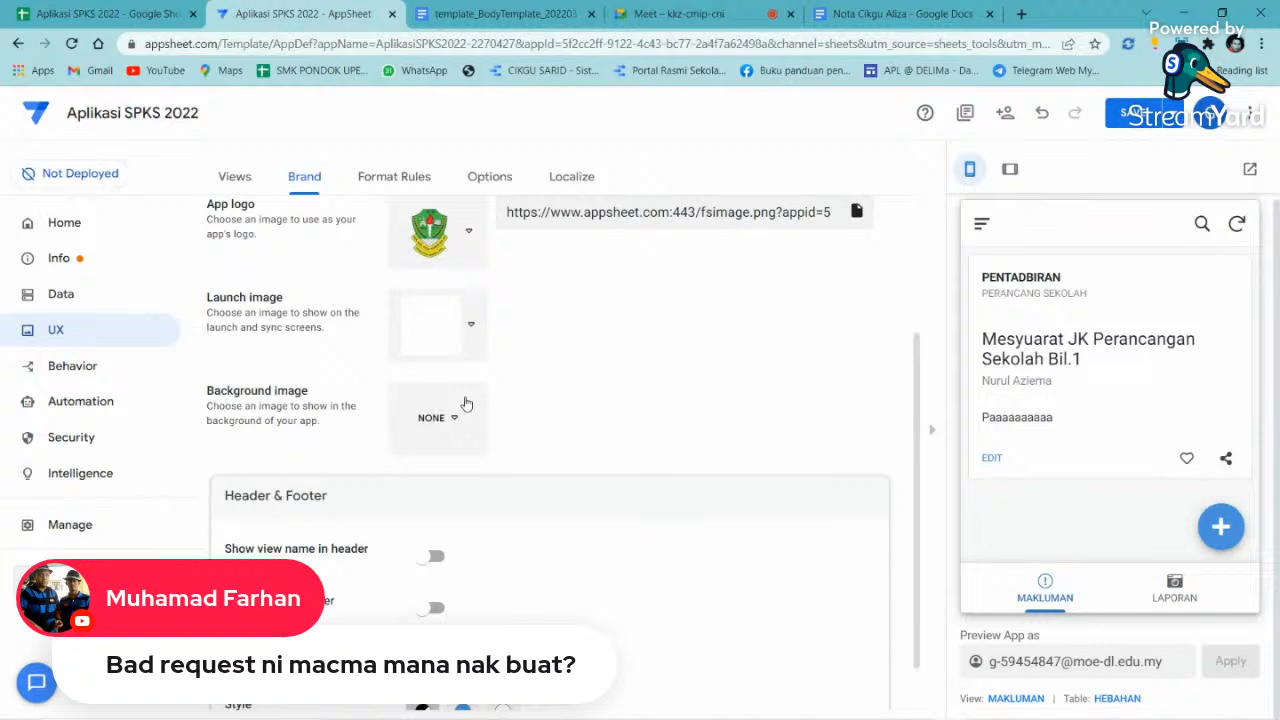 Aplikasi SPKS 2022 - Google She
Aplikasi SPKS 2022 - AppSheet
template_BodyTemplate_202203
Meet – kkz-mip-cni
Nota Cikgu Aliza - Google Docs
Powered by
appsheet.com/Template/AppDef?appName=AplikasiSPKS2022-2370427&appId=5f2cc2ff-9122-4c43-bc77-2a4f7a62498a&channel=sheets&utm_source=sheets_tools&utm_m...
Apps
Gmail
YouTube
Maps
SMK PONDOK UPE...
WhatsApp
CIKGU SARID - Sist...
Portal Rasmi Sekola...
Buku panduan pen...
APL @ DELIMa - Da...
Telegram Web My...
Reading list
StreamYard
Aplikasi SPKS 2022
SAVE
Not Deployed
Views
Brand
Format Rules
Options
Localize
Home
Info
Data
UX
Behavior
Automation
Security
Intelligence
Manage
App logo
Choose an image to use as your
app's logo.
https://www.appsheet.com:443/fsimage.png?appid=5
Launch image
Choose an image to show on the
launch and sync screens.
Background image
Choose an image to show in the
background of your app.
NONE
Header & Footer
Show view name in header
Style
PENTADBIRAN
PERANCANG SEKOLAH
Mesyuarat JK Perancangan
Sekolah Bil.1
Nurul Aziema
Paaaaaaaaaa
EDIT
MAKLUMAN
LAPORAN
Preview App as
g-59454847@moe-dl.edu.my
Apply
View: MAKLUMAN | Table: HEBAHAN
Muhamad Farhan
Bad request ni macma mana nak buat?